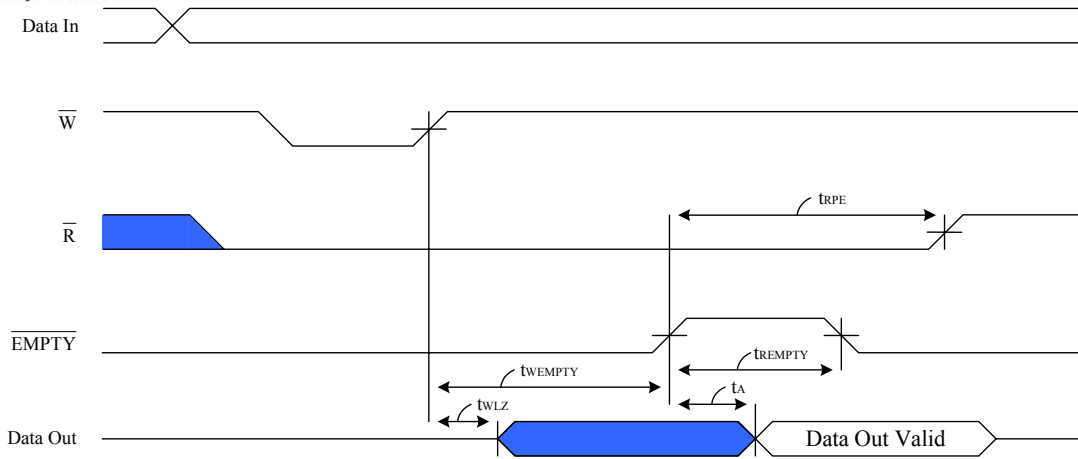 Data In
W
tRPE
R
EMPTY
tREMPTY
tWEMPTY
tA
tWLZ
Data Out
Data Out Valid